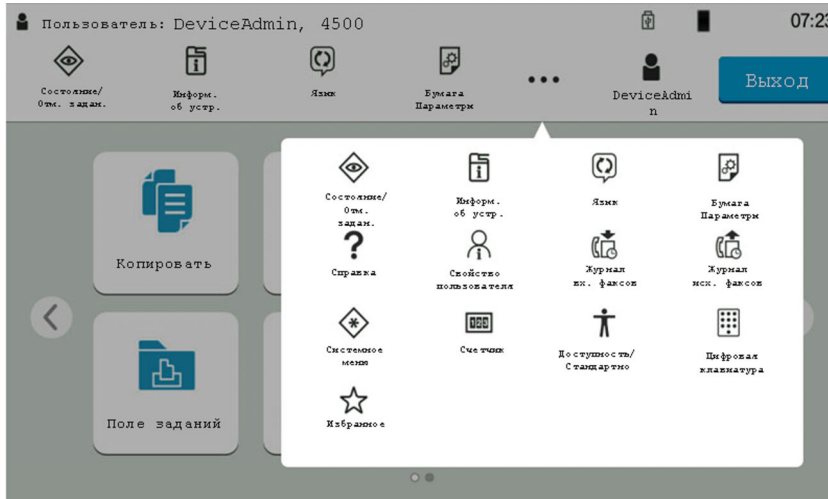 Пользователь: DeviceAdmin, 4500
07:23
Состояние/
Отм. задан.
Информ.
об устр.
Язык
Бумага
Параметры
DeviceAdmi
n
Выход
Состояние/
Отм.
задан.
Информ.
об устр.
Язык
Бумага
Параметры
Копировать
Справка
Свойство
пользователя
Журнал
вх. факсов
Журнал
исх. факсов
Системное
меню
Счетчик
Доступность/
Стандартно
Цифровая
клавиатура
Поле заданий
Избранное